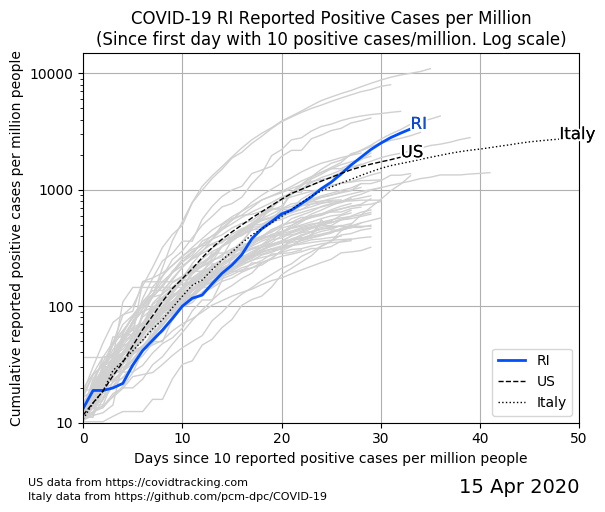 COVID-19 RI Reported Positive Cases per Million
(Since first day with 10 positive cases/million. Log scale)
Cumulative reported positive cases per million people
10000
1000
100
10
RI
US
Italy
RI
US
Italy
0 10 20 30 40 50
Days since 10 reported positive cases per million people
US data from https://covidtracking.com
Italy data from https://github.com/pcm-dpc/COVID-19
15 Apr 2020